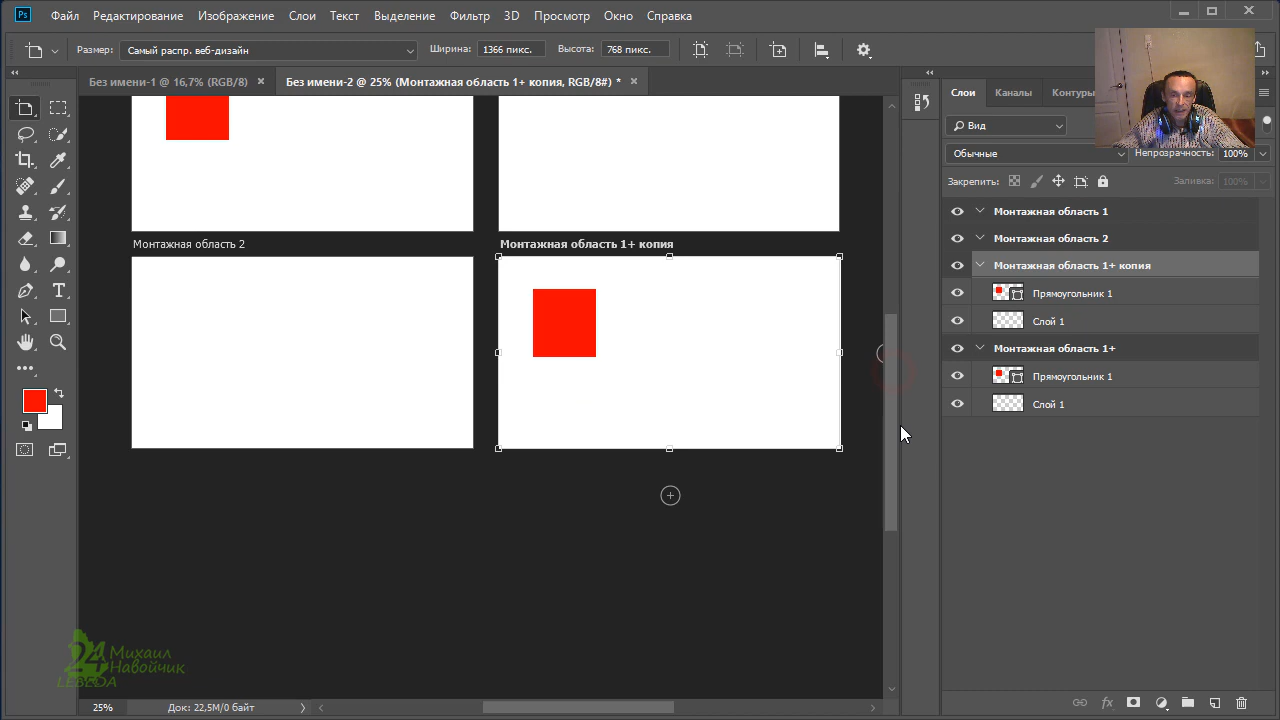 Ps Файл Редактирование Изображение Слои Текст Выделение Фильтр 3D Просмотр Окно Справка
Размер: Самый распр. веб-дизайн Ширина: 1366 пикс. Высота: 768 пикс.
Без имени-1 @ 16,7% (RGB/8) Без имени-2 @ 25% (Монтажная область 1+ копия, RGB/8#) *
Слои Каналы Контуры
Вид
Обычные Непрозрачность: 100%
Закрепить: Заливка: 100%
Монтажная область 1
Монтажная область 2
Монтажная область 1+ копия
Прямоугольник 1
Слой 1
Монтажная область 1+
Прямоугольник 1
Слой 1
Монтажная область 2 Монтажная область 1+ копия
T
24 Михаил
Навойчик
LEBEDA
25% Док: 22,5M/0 байт
fx